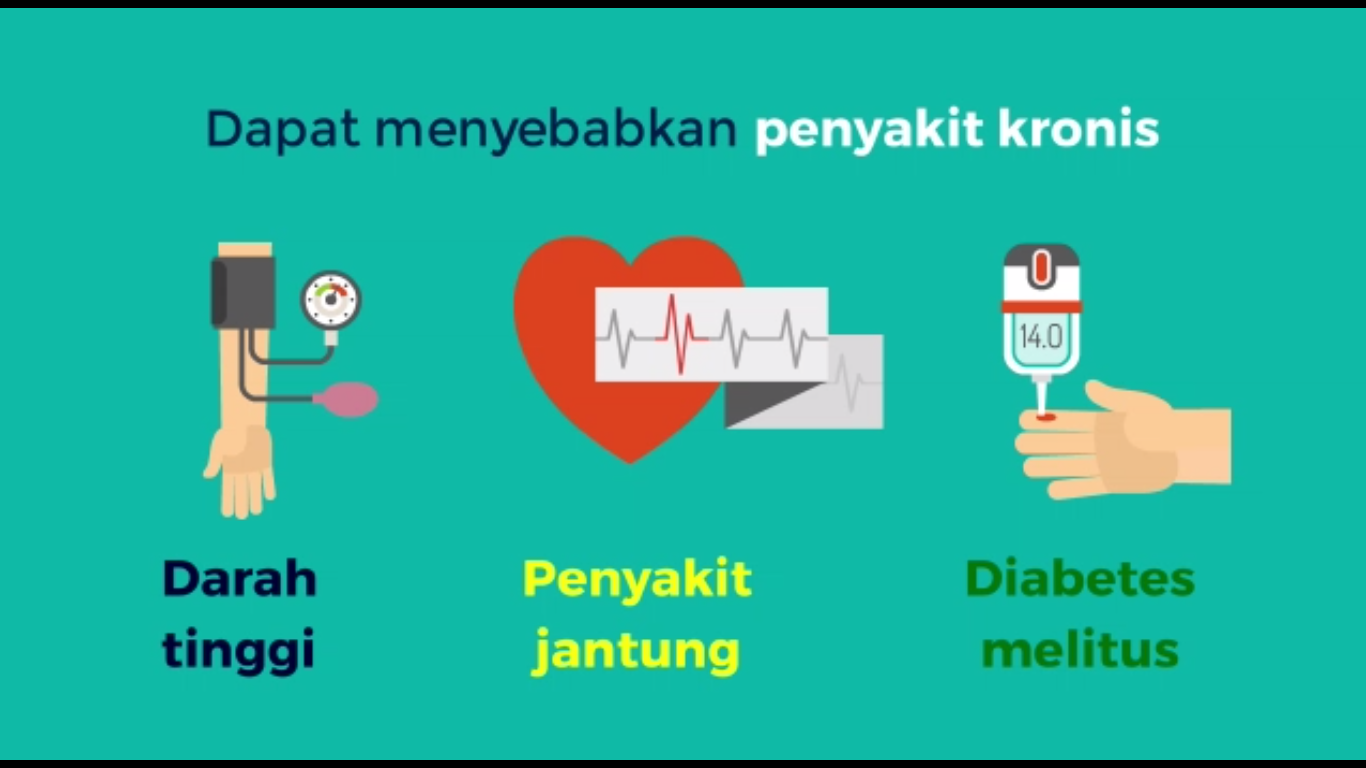 Dapat menyebabkan penyakit kronis
14.0
Darah
tinggi
Penyakit
jantung
Diabetes
melitus